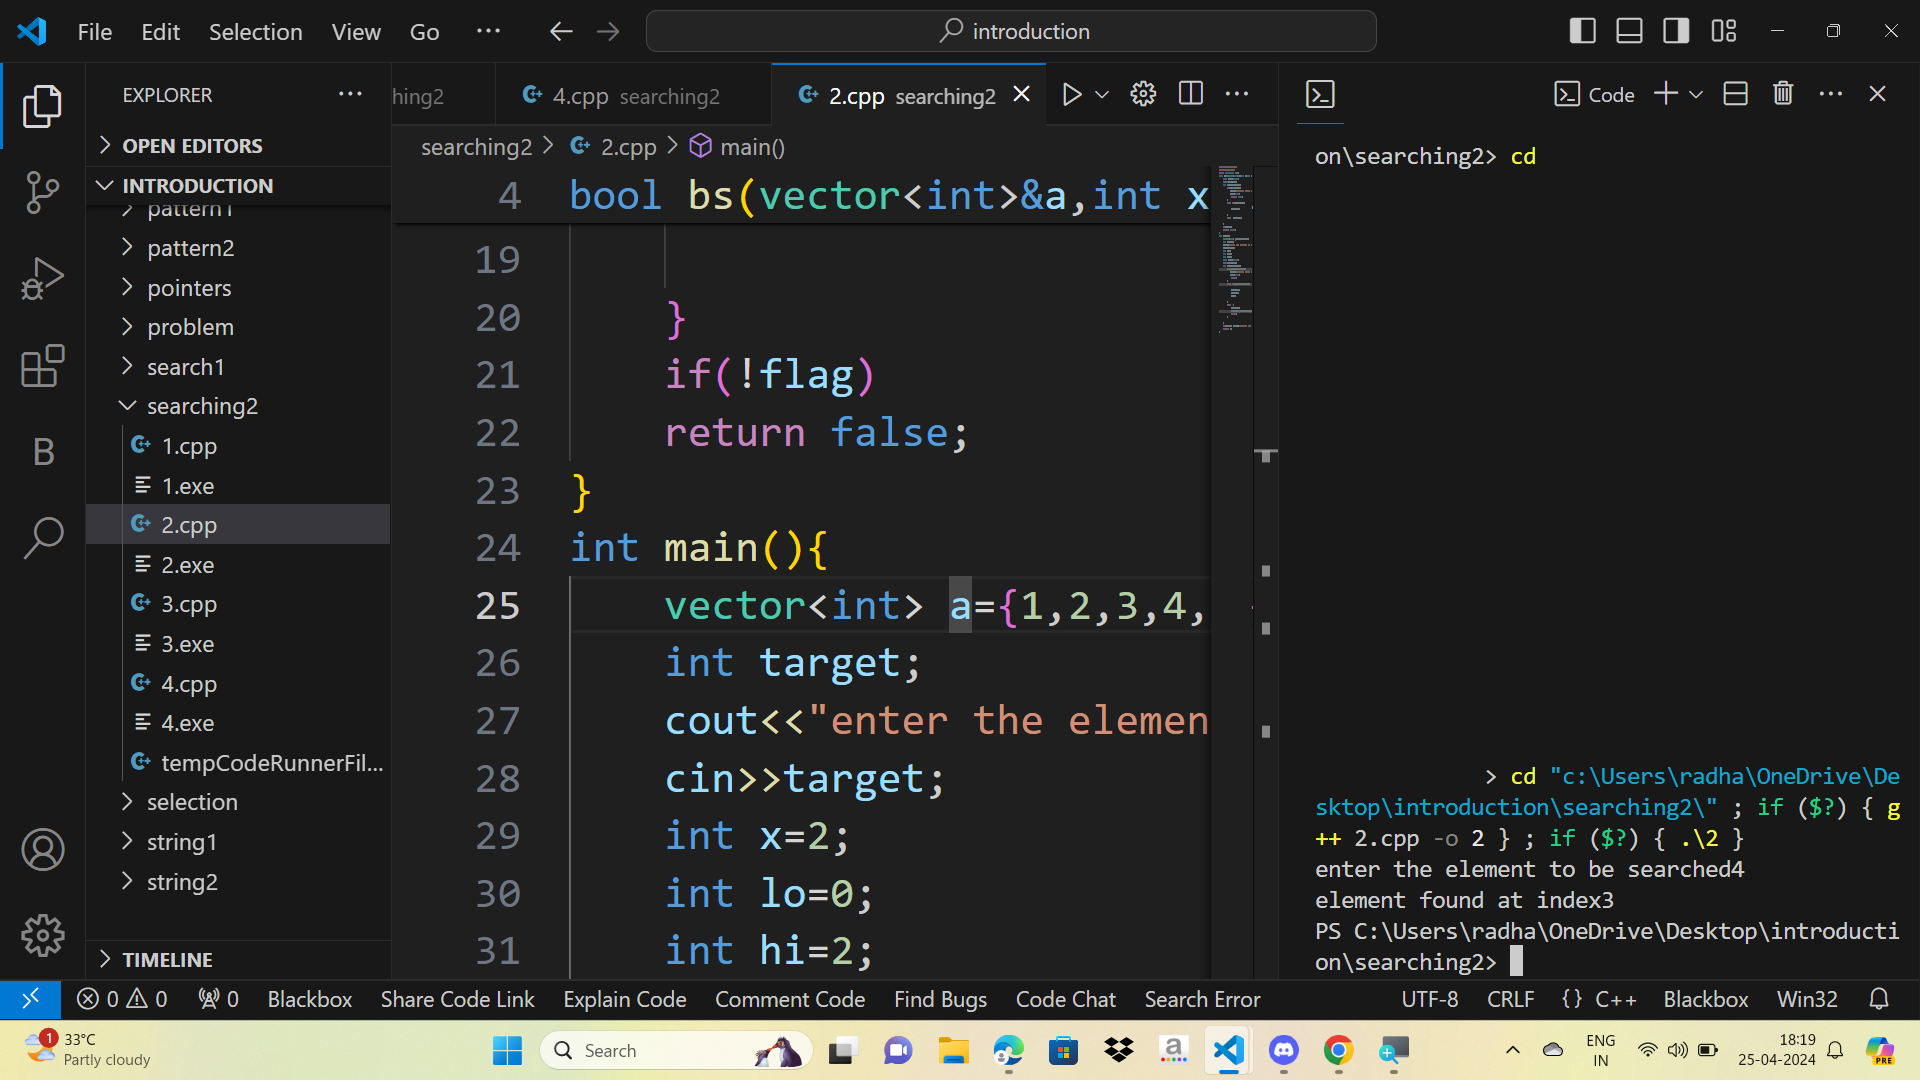 File Edit Selection View Go ··· introduction
EXPLORER ···
OPEN EDITORS
INTRODUCTION
pattern1
pattern2
pointers
problem
search1
searching2
1.cpp
1.exe
2.cpp
2.exe
3.cpp
3.exe
4.cpp
4.exe
tempCodeRunnerFil...
selection
string1
string2
TIMELINE
B
hing2 4.cpp searching2 2.cpp searching2
searching2 > 2.cpp > main()
4 bool bs(vector<int>&a,int x
19
20 }
21 if(!flag)
22 return false;
23 }
24 int main(){
25 vector<int> a={1,2,3,4,
26 int target;
27 cout<<"enter the elemen
28 cin>>target;
29 int x=2;
30 int lo=0;
31 int hi=2;
Code
on\searching2> cd
> cd "c:\Users\radha\OneDrive\De
sktop\introduction\searching2\" ; if ($?) { g
++ 2.cpp -o 2 } ; if ($?) { .\2 }
enter the element to be searched4
element found at index3
PS C:\Users\radha\OneDrive\Desktop\introducti
on\searching2>
0 0 0 Blackbox Share Code Link Explain Code Comment Code Find Bugs Code Chat Search Error UTF-8 CRLF {} C++ Blackbox Win32
1 33°C
Partly cloudy
Search
a
ENG
IN
18:19
25-04-2024
PRE